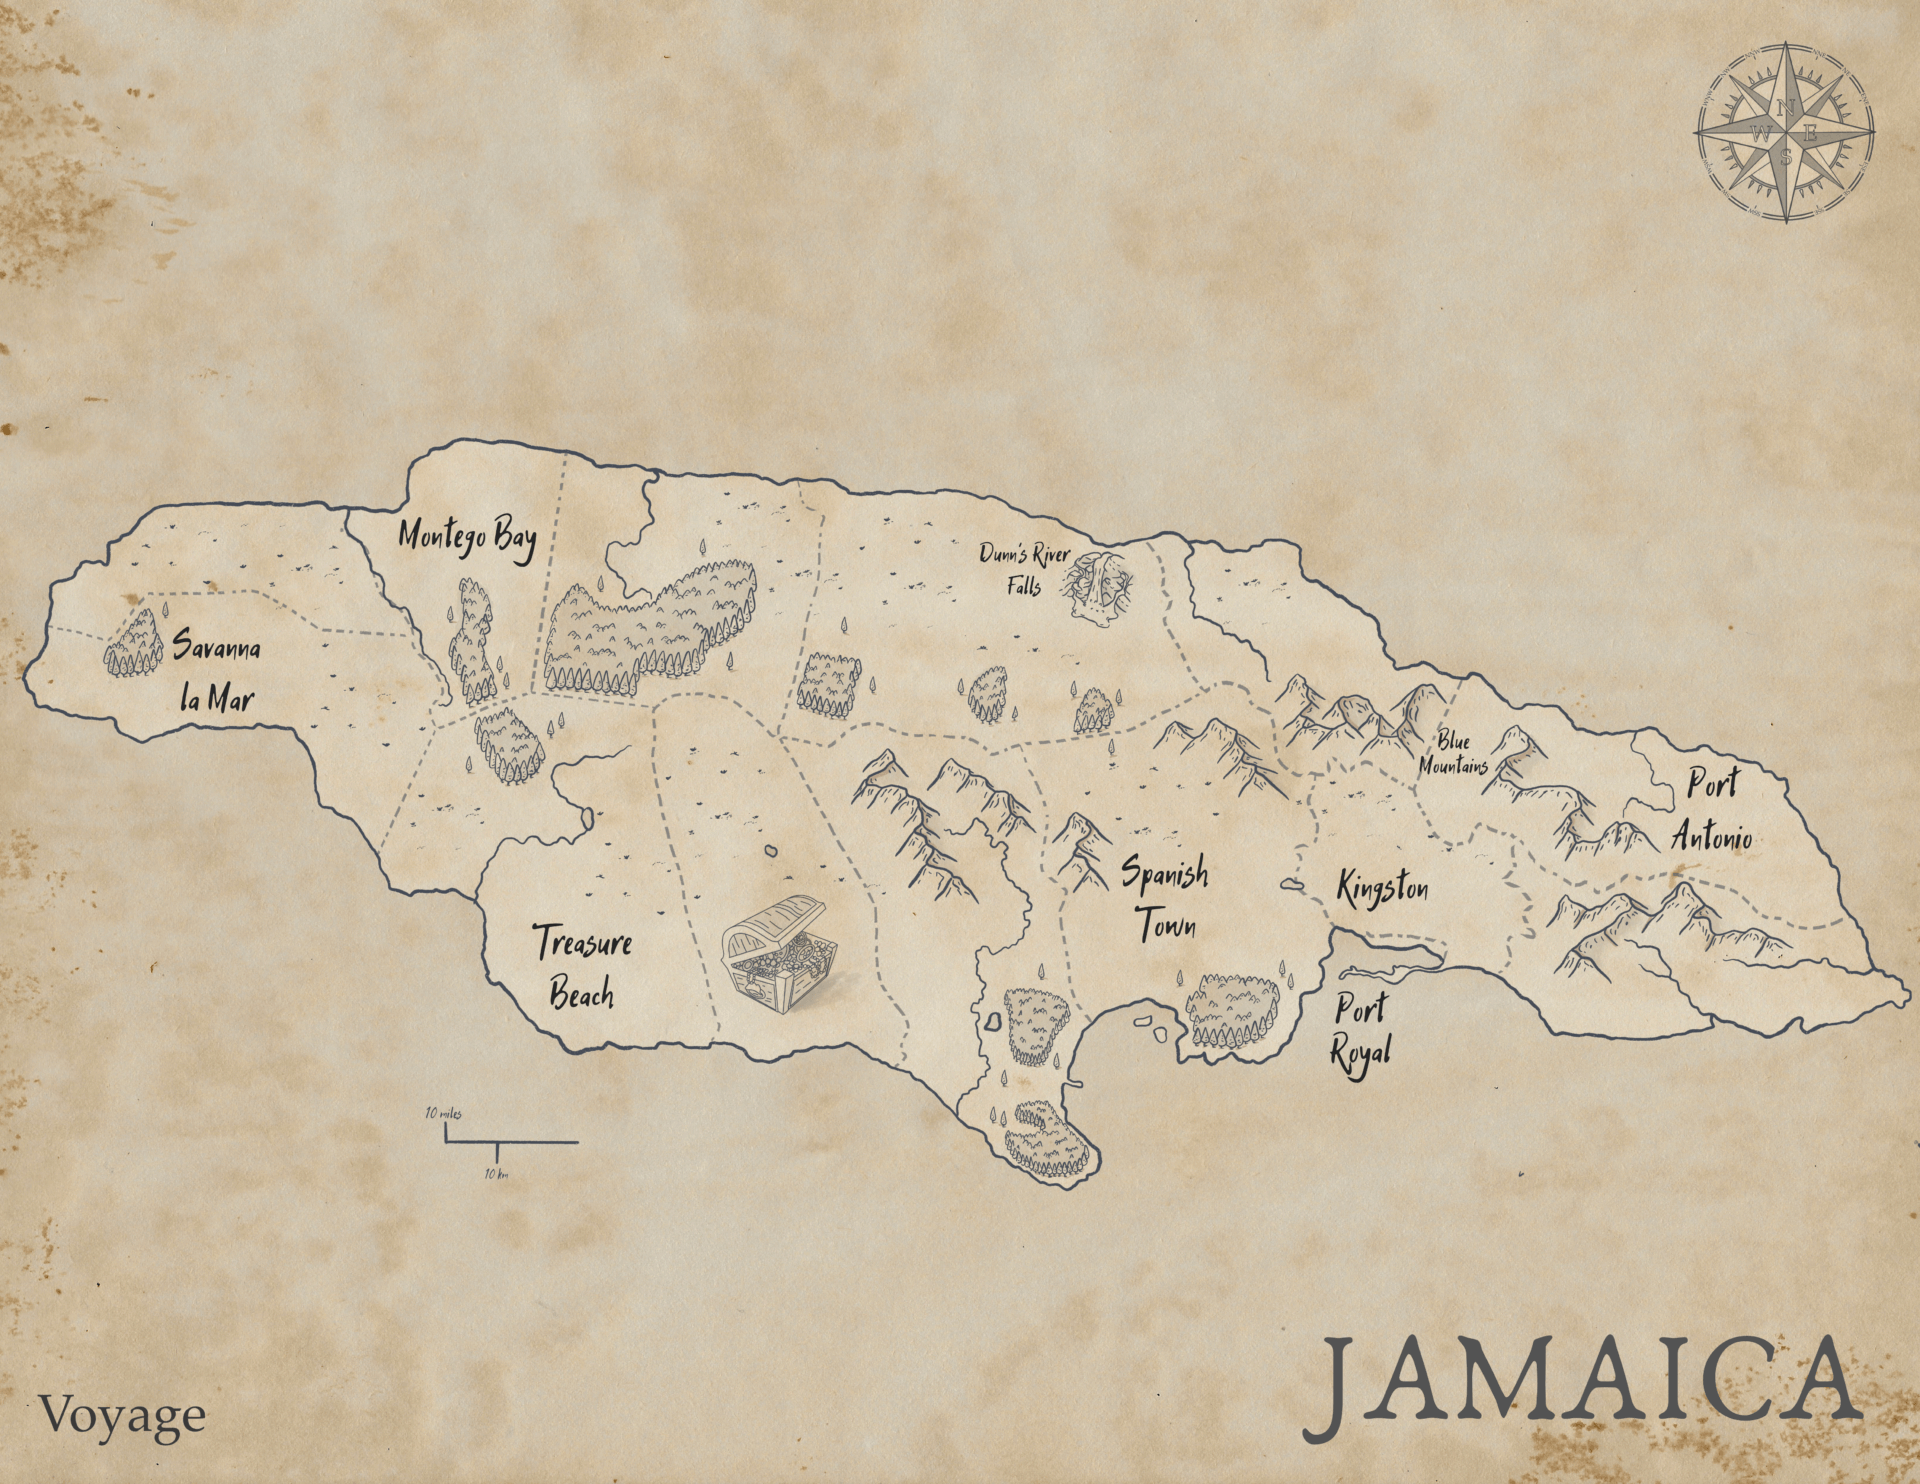 N
W E
S
Montego Bay
Dunn's River
Falls
Savanna
la Mar
Blue
Mountains
Port
Antonio
Spanish
Town
Kingston
Treasure
Beach
Port
Royal
10 miles
10 km
JAMAICA
Voyage